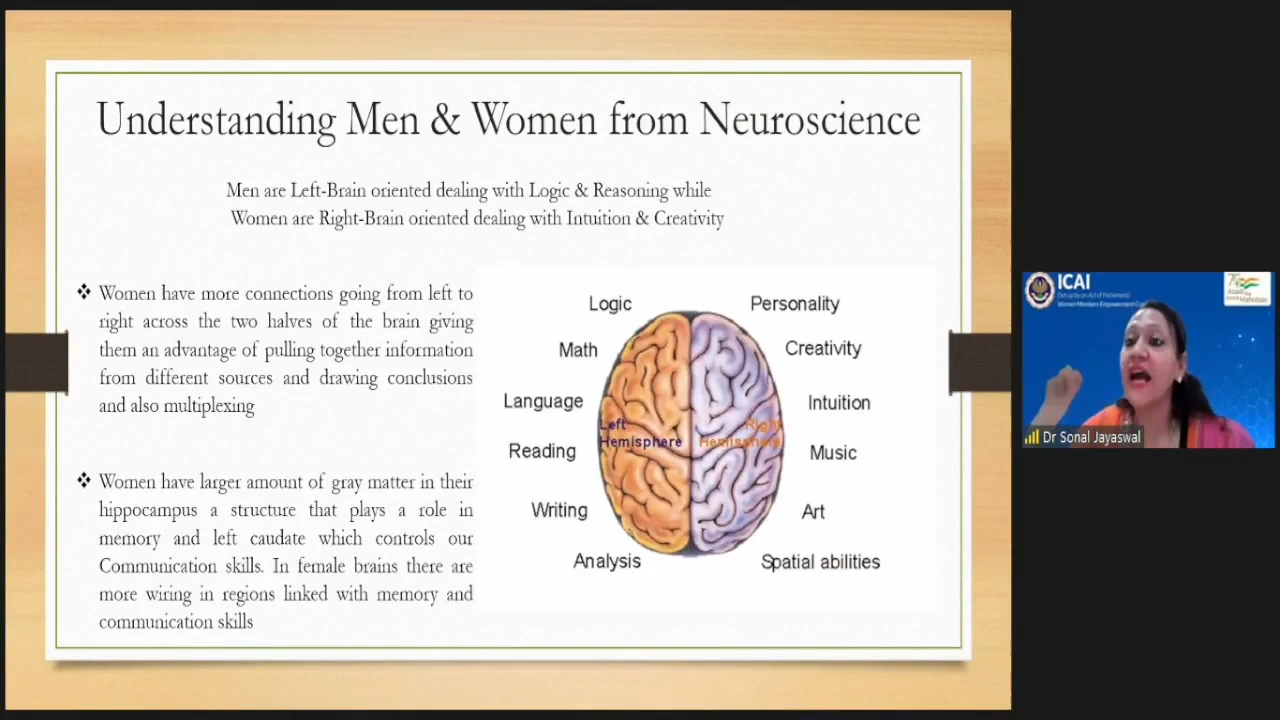 Understanding Men & Women from Neuroscience
Men are Left-Brain oriented dealing with Logic & Reasoning while
Women are Right-Brain oriented dealing with Intuition & Creativity
❖ Women have more connections going from left to
right across the two halves of the brain giving
them an advantage of pulling together information
from different sources and drawing conclusions
and also multiplexing
❖ Women have larger amount of gray matter in their
hippocampus a structure that plays a role in
memory and left caudate which controls our
Communication skills. In female brains there are
more wiring in regions linked with memory and
communication skills
Logic
Math
Language
Reading
Writing
Analysis
Left
Hemisphere
Right
Hemisphere
Personality
Creativity
Intuition
Music
Art
Spatial abilities
ICAI
Women Members Empowerment
Dr Sonal Jayaswal